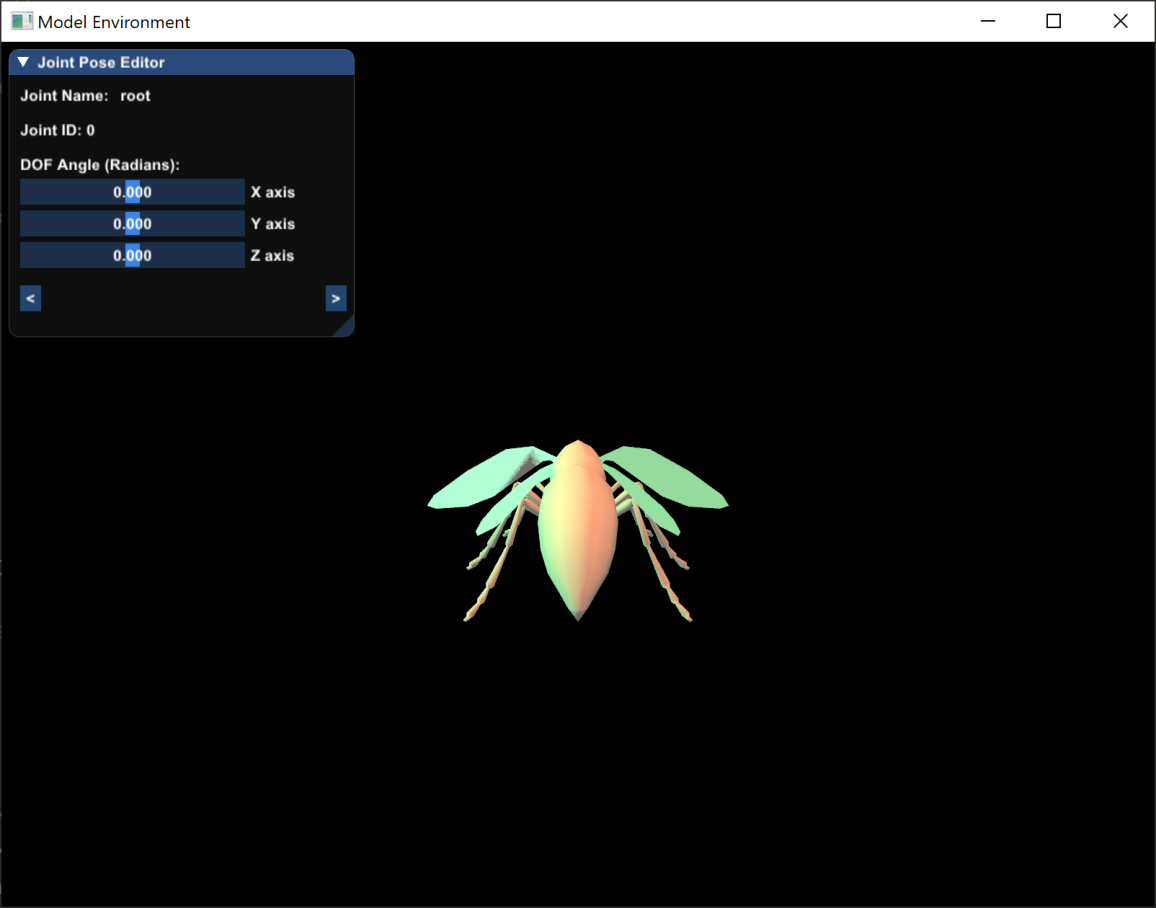 Model Environment
Joint Pose Editor
Joint Name: root
Joint ID: 0
DOF Angle (Radians):
0.000 X axis
0.000 Y axis
0.000 Z axis
< >